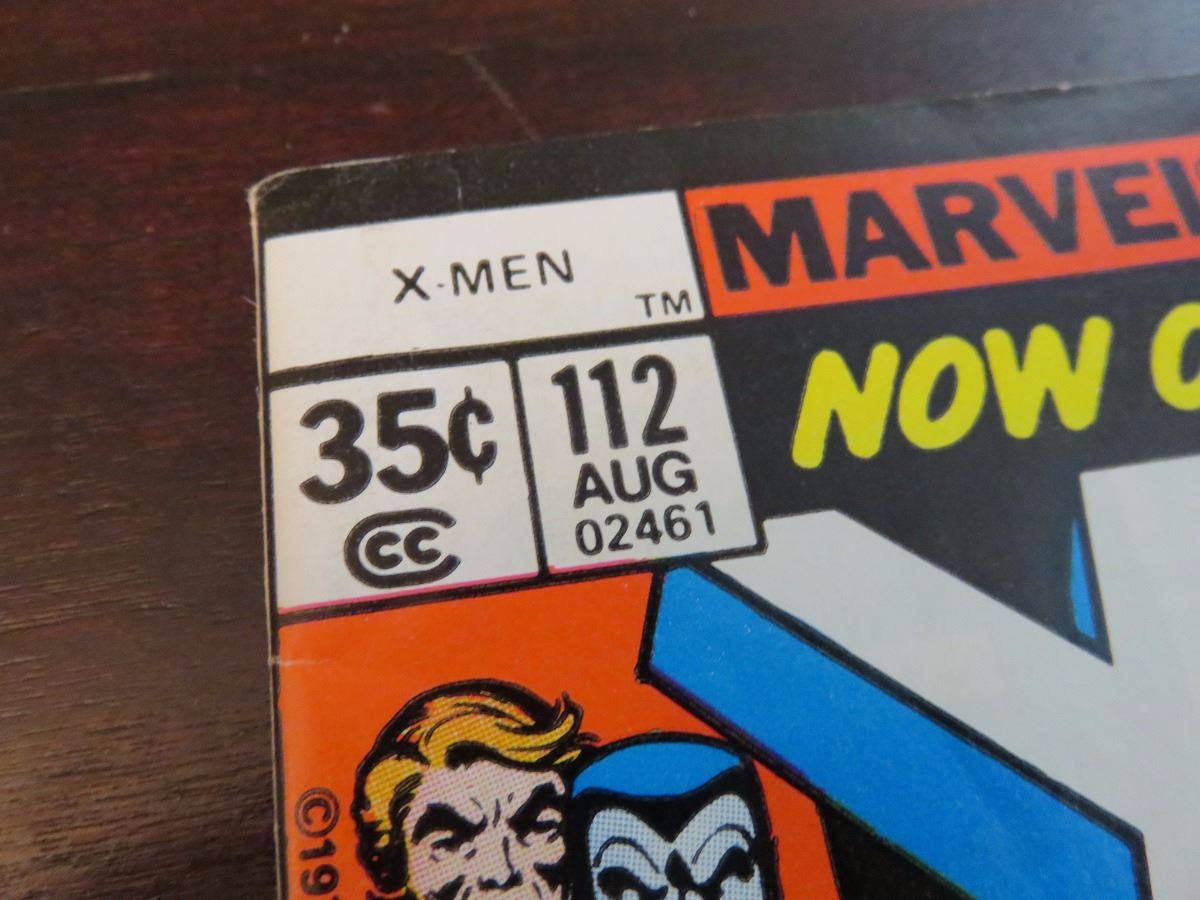 X-MEN
TM
MARVEL
NOW
35¢
CC
112
AUG
02461